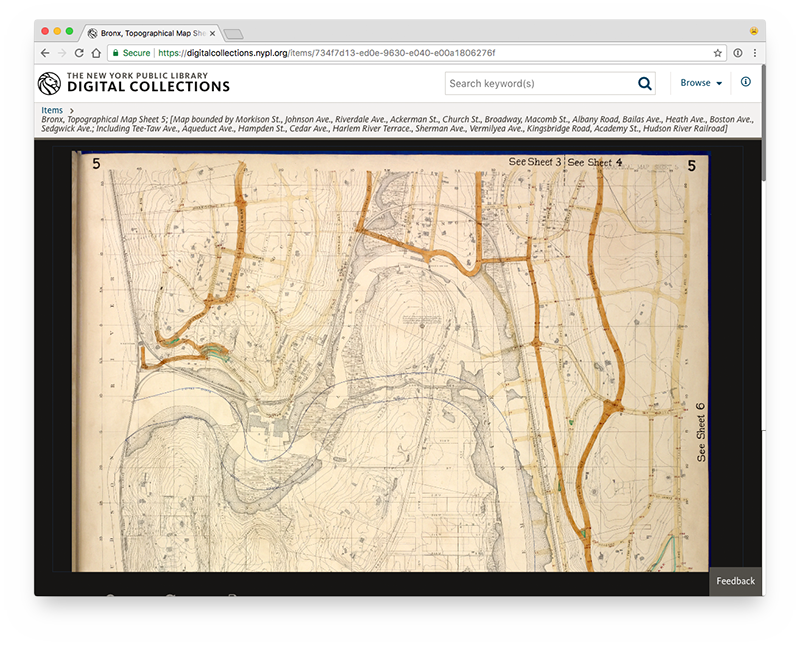 Bronx, Topographical Map She
Secure
https://digitalcollections.nypl.org/items/734f7d13-ed0e-9630-e040-e00a1806276f
THE NEW YORK PUBLIC LIBRARY
DIGITAL COLLECTIONS
Search keyword(s)
Browse
Items
Bronx, Topographical Map Sheet 5; [Map bounded by Morkison St., Johnson Ave., Riverdale Ave., Ackerman St., Church St., Broadway, Macomb St., Albany Road, Bailas Ave., Heath Ave., Boston Ave.,
Sedgwick Ave.; Including Tee-Taw Ave., Aqueduct Ave., Hampden St., Cedar Ave., Harlem River Terrace., Sherman Ave., Vermilyea Ave., Kingsbridge Road, Academy St., Hudson River Railroad]
5
See Sheet 3
See Sheet 4
5
See Sheet 6
Feedback